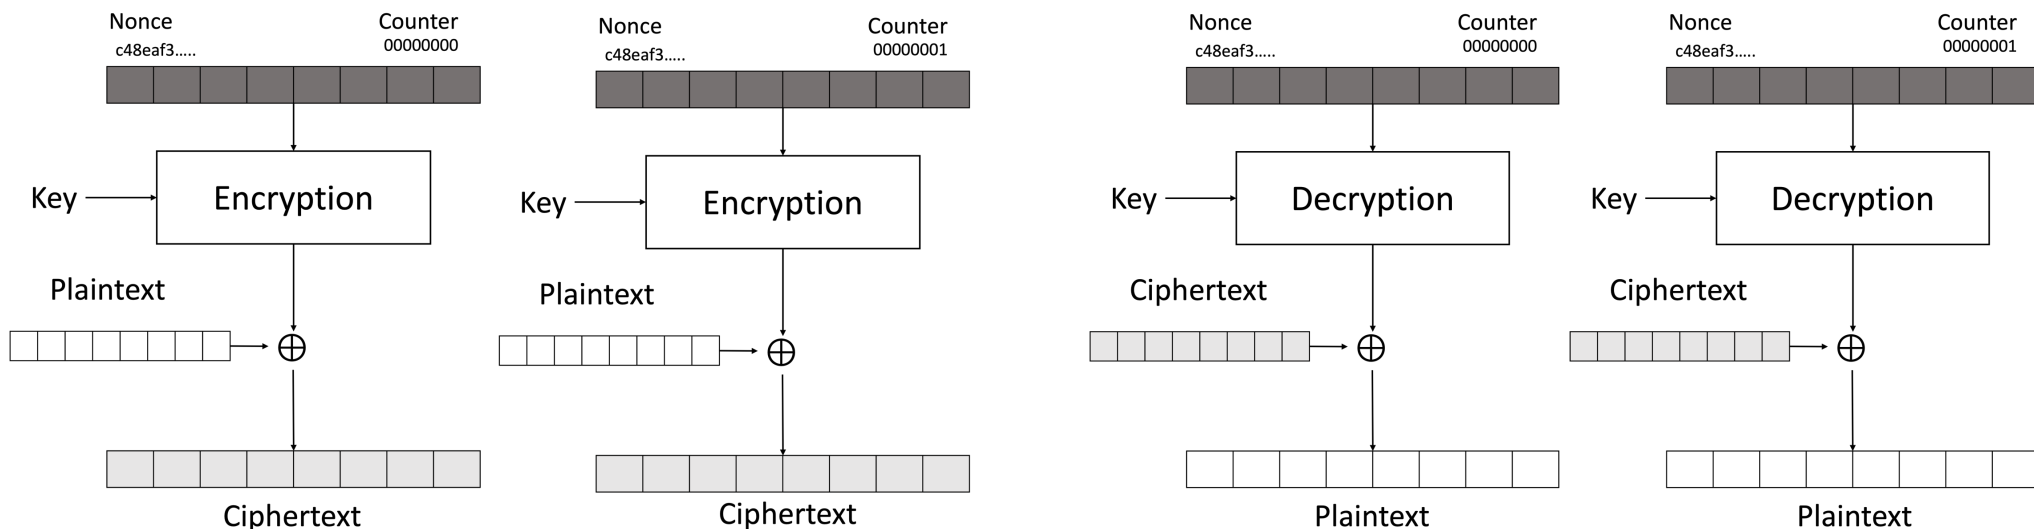 Nonce
Counter
c48eaf3.....
00000000
Key
Encryption
Plaintext
Ciphertext
Nonce
Counter
c48eaf3.....
00000001
Key
Encryption
Plaintext
Ciphertext
Nonce
Counter
c48eaf3.....
00000000
Key
Decryption
Ciphertext
Plaintext
Nonce
Counter
c48eaf3.....
00000001
Key
Decryption
Ciphertext
Plaintext